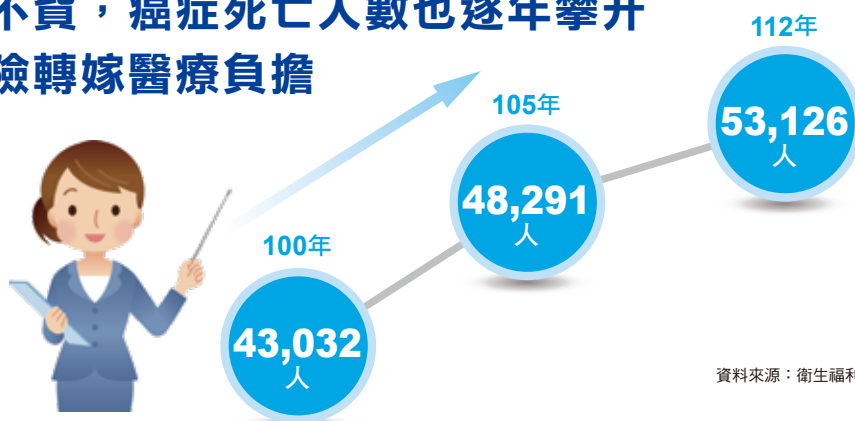 不貲，癌症死亡人數也逐年攀升
險轉嫁醫療負擔
112年
53,126
人
105年
48,291
人
100年
43,032
人
資料來源：衛生福利